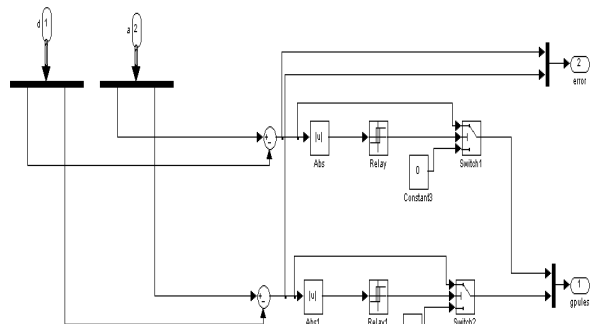 d 1
a 2
2
error
|u|
Abs
Relay
Switch1
0
Constant3
1
gpules
|u|
Abs1
Relay1
Switch2